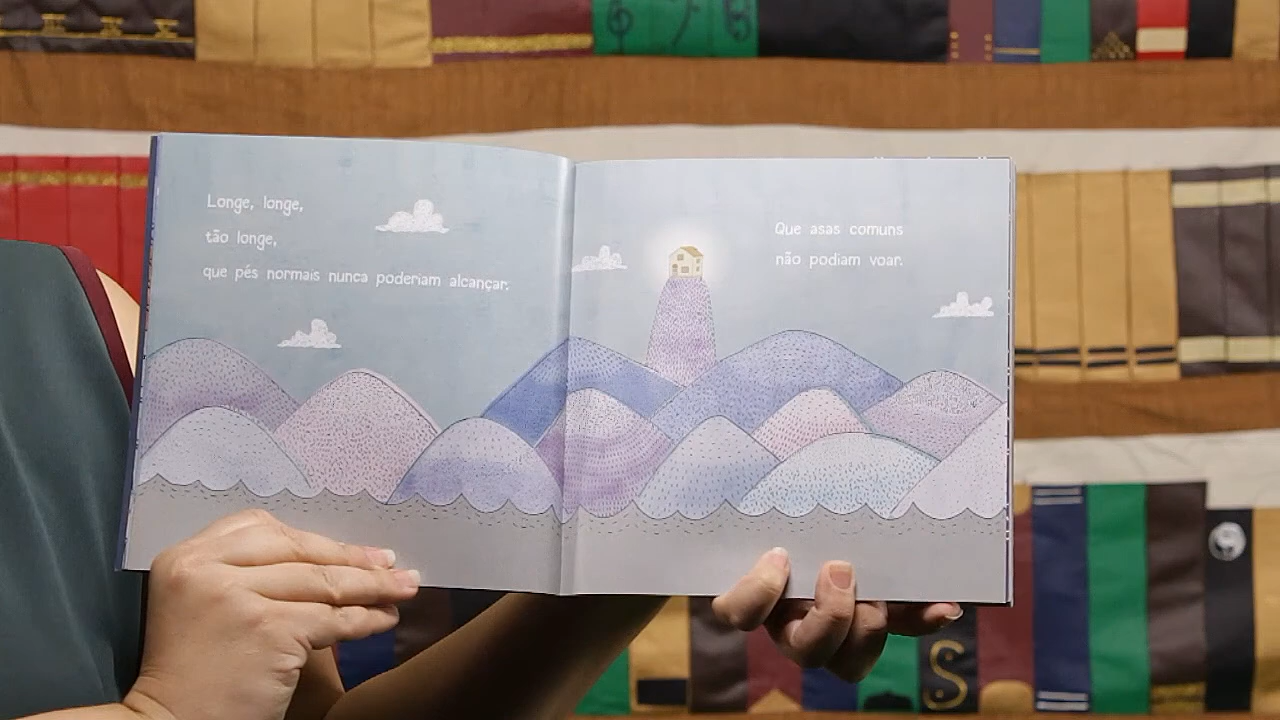 Longe, longe,
tão longe,
que pés normais nunca poderiam alcançar.
Que asas comuns
não podiam voar.
S